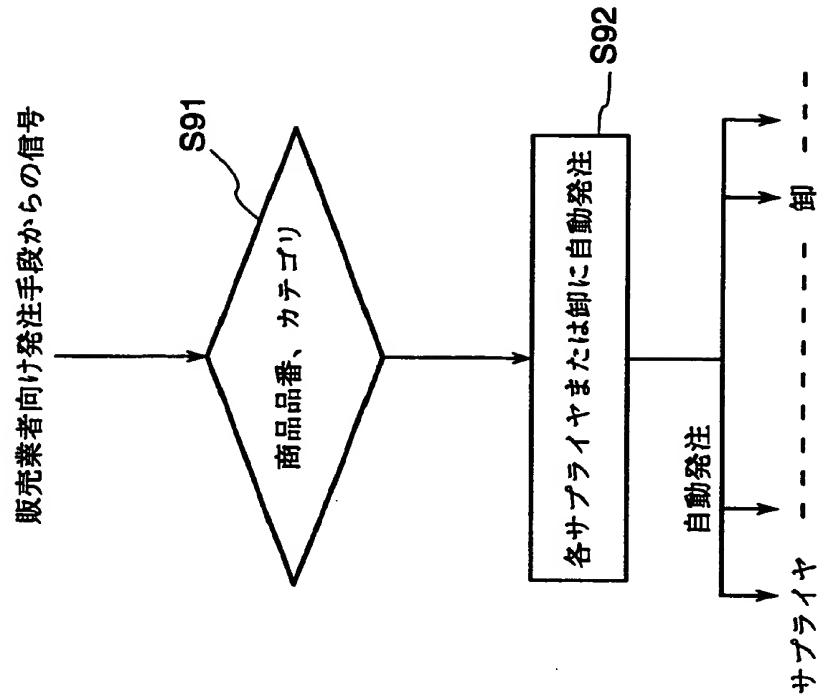 販売業者向け発注手段からの信号
S91
商品品番、カテゴリ
S92
各サプライヤまたは卸に自動発注
自動発注
サプライヤ 卸